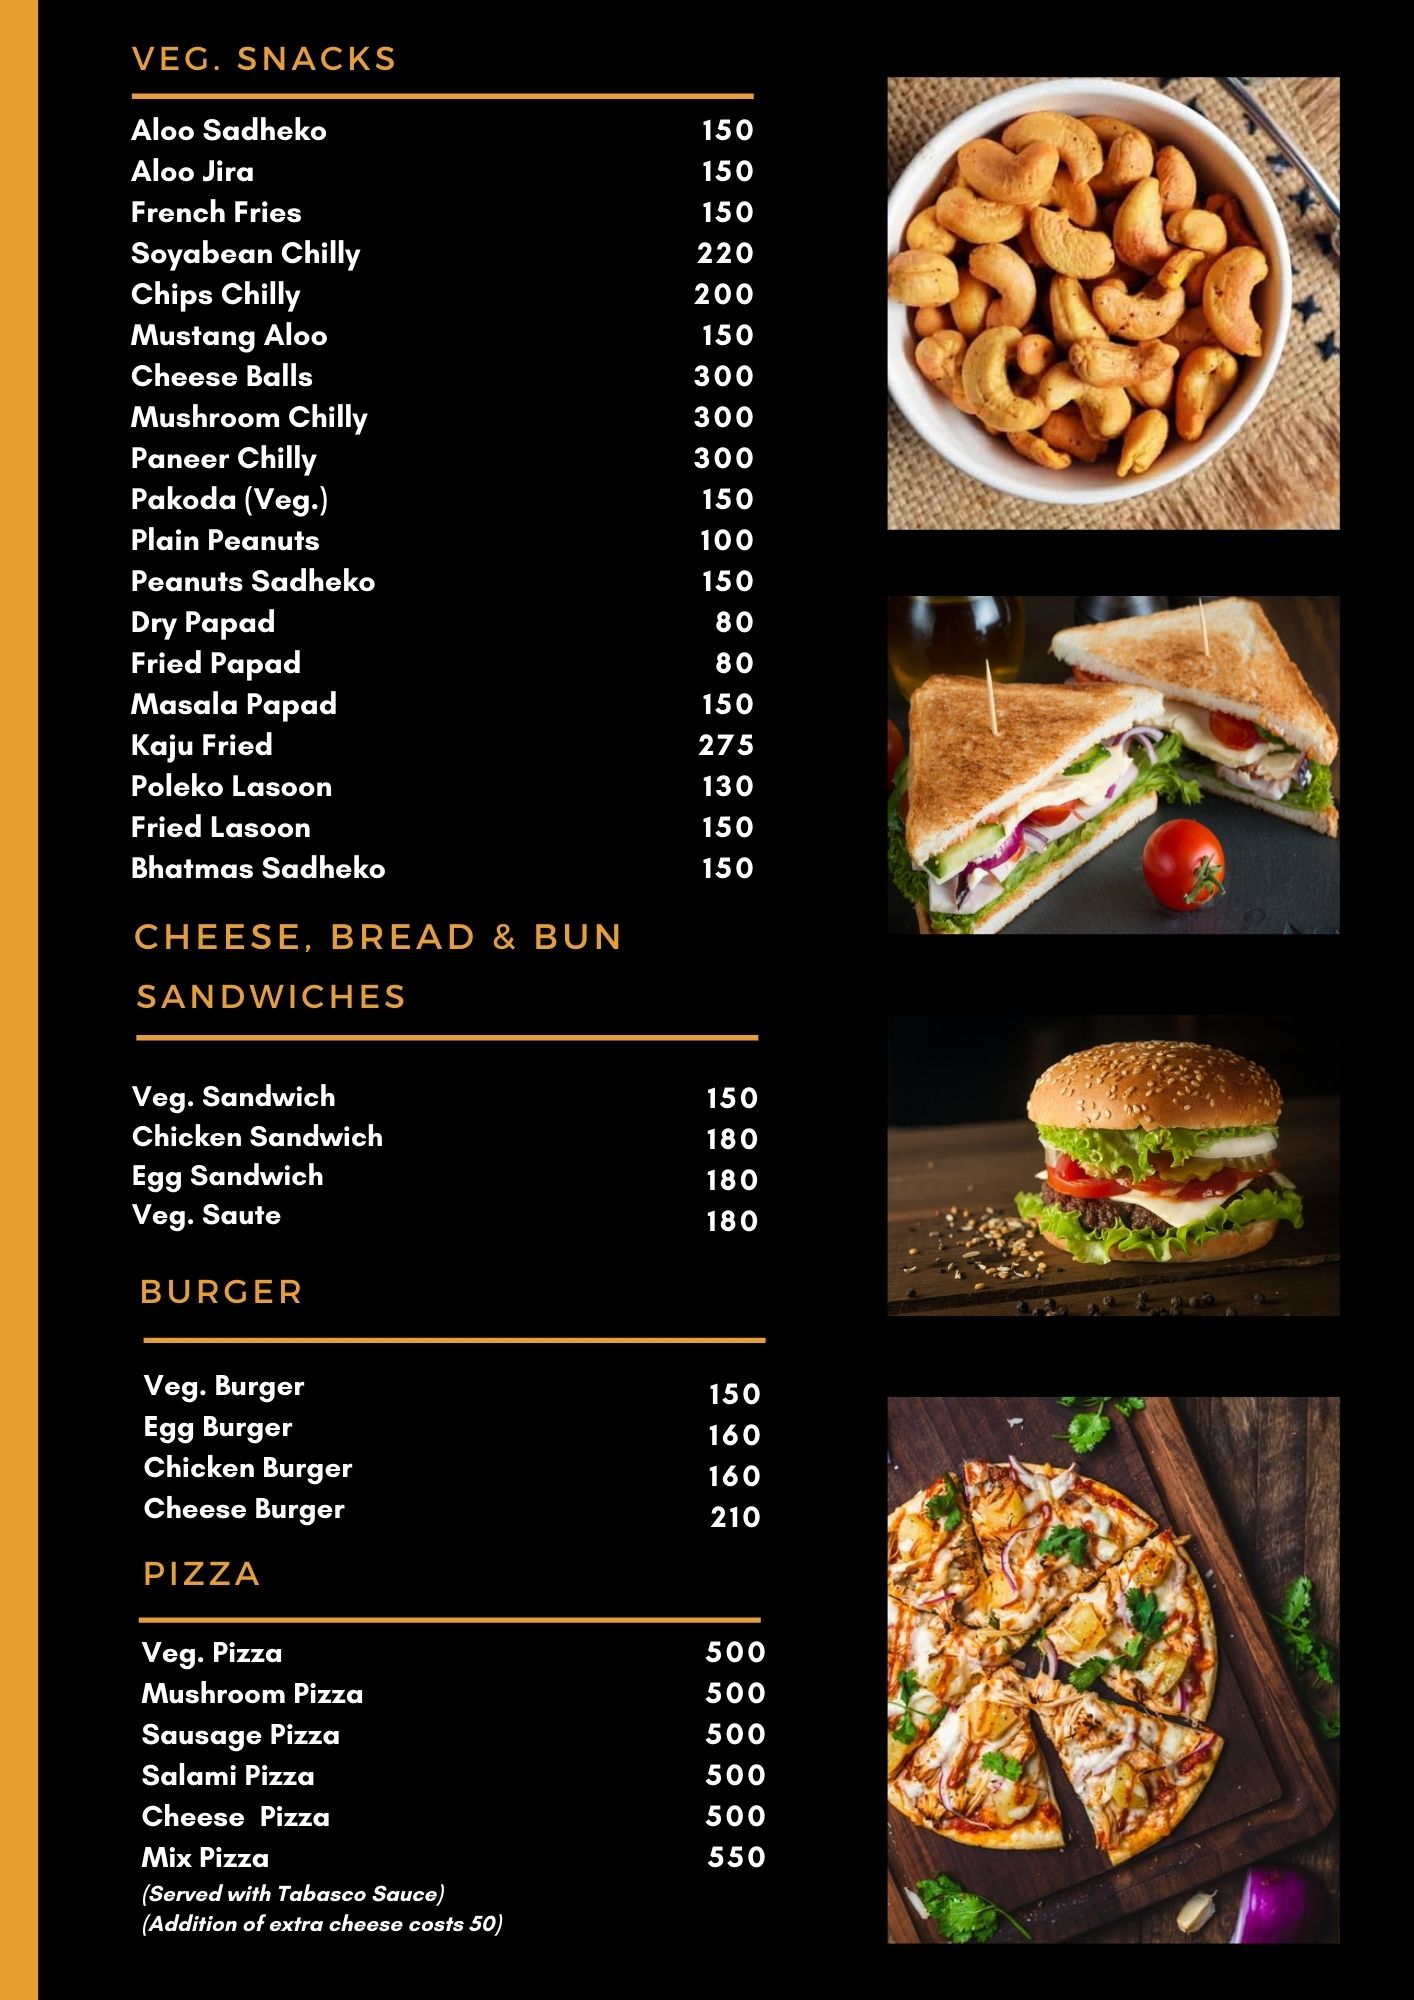 VEG. SNACKS
Aloo Sadheko 150
Aloo Jira 150
French Fries 150
Soyabean Chilly 220
Chips Chilly 200
Mustang Aloo 150
Cheese Balls 300
Mushroom Chilly 300
Paneer Chilly 300
Pakoda (Veg.) 150
Plain Peanuts 100
Peanuts Sadheko 150
Dry Papad 80
Fried Papad 80
Masala Papad 150
Kaju Fried 275
Poleko Lasoon 130
Fried Lasoon 150
Bhatmas Sadheko 150
CHEESE, BREAD & BUN
SANDWICHES
Veg. Sandwich 150
Chicken Sandwich 180
Egg Sandwich 180
Veg. Saute 180
BURGER
Veg. Burger 150
Egg Burger 160
Chicken Burger 160
Cheese Burger 210
PIZZA
Veg. Pizza 500
Mushroom Pizza 500
Sausage Pizza 500
Salami Pizza 500
Cheese Pizza 500
Mix Pizza 550
(Served with Tabasco Sauce)
(Addition of extra cheese costs 50)